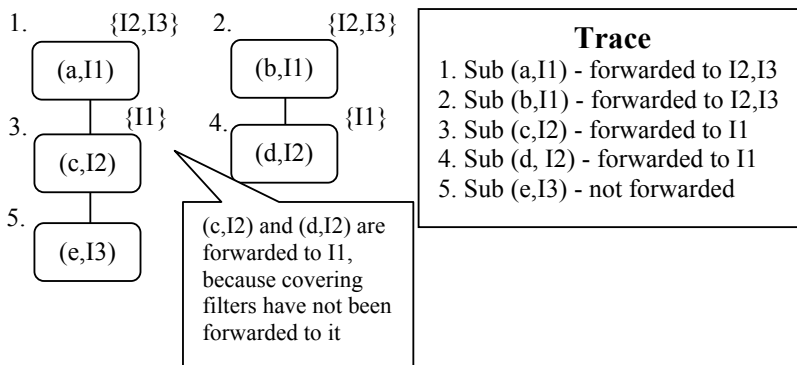 1.
{I2,I3}
(a,I1)
2.
{I2,I3}
(b,I1)
3.
{I1}
(c,I2)
4.
{I1}
(d,I2)
5.
(e,I3)
(c,I2) and (d,I2) are
forwarded to I1,
because covering
filters have not been
forwarded to it
Trace
1. Sub (a,I1) - forwarded to I2,I3
2. Sub (b,I1) - forwarded to I2,I3
3. Sub (c,I2) - forwarded to I1
4. Sub (d, I2) - forwarded to I1
5. Sub (e,I3) - not forwarded